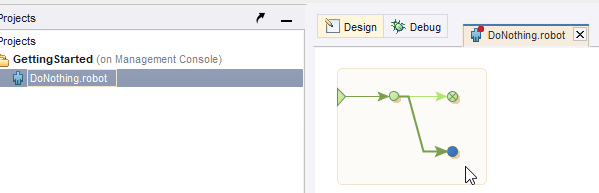 Projects
Projects
GettingStarted (on Management Console)
DoNothing.robot
Design
Debug
DoNothing.robot